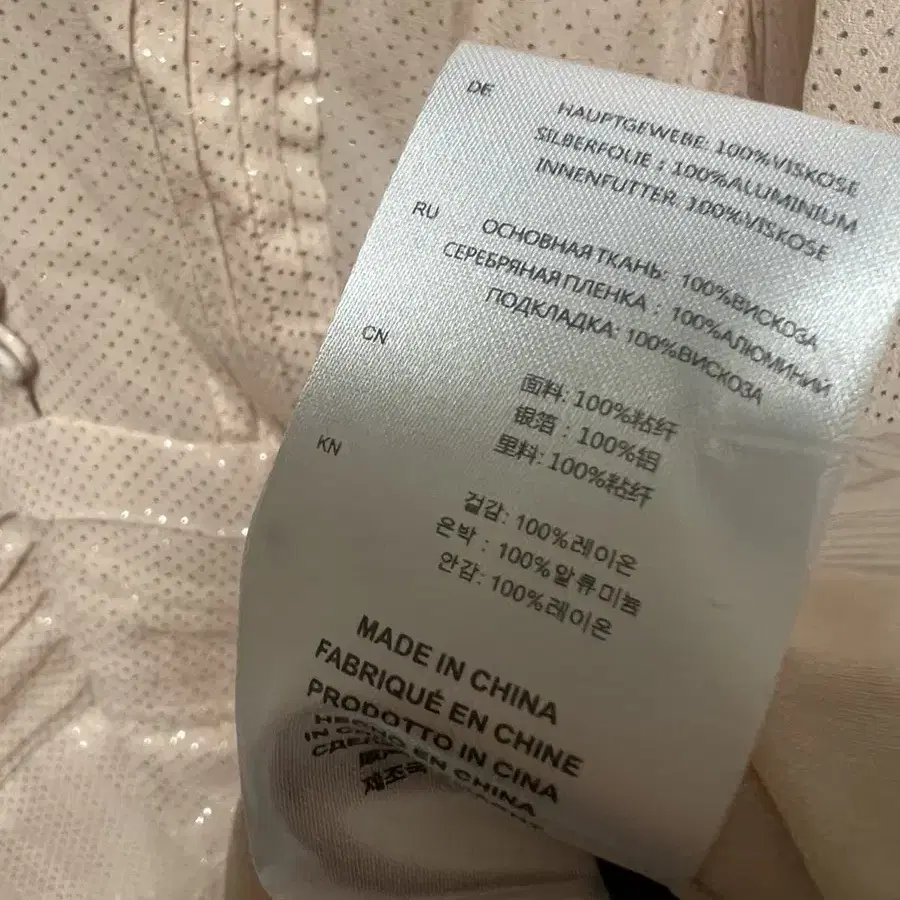 DE
HAUPTGEWEBE: 100%VISKOSE
SILBERFOLIE : 100%ALUMINIUM
INNENFUTTER: 100%VISKOSE
RU
ОСНОВНАЯ ТКАНЬ: 100%ВИСКОЗА
СЕРЕБРЯНАЯ ПЛЕНКА : 100%АЛЮМИНИЙ
ПОДКЛАДКА: 100%ВИСКОЗА
CN
面料: 100%粘纤
银箔 : 100%铝
里料: 100%粘纤
KN
겉감: 100%레이온
은박 : 100%알류미늄
안감: 100%레이온
MADE IN CHINA
FABRIQUÉ EN CHINE
PRODOTTO IN CINA
HECHO EN CHINA